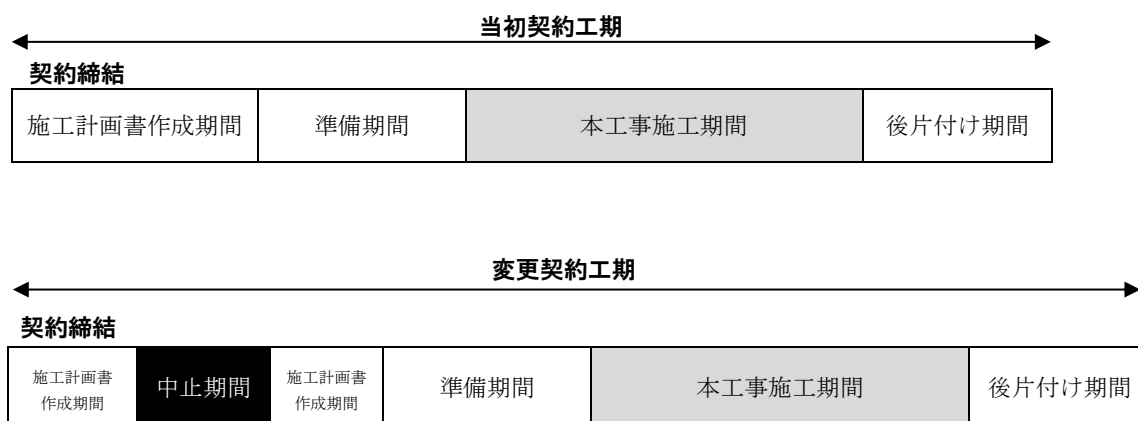 当初契約工期
契約締結
施工計画書作成期間 準備期間 本工事施工期間 後片付け期間
変更契約工期
契約締結
施工計画書 施工計画書
中止期間 準備期間 本工事施工期間 後片付け期間
作成期間 作成期間